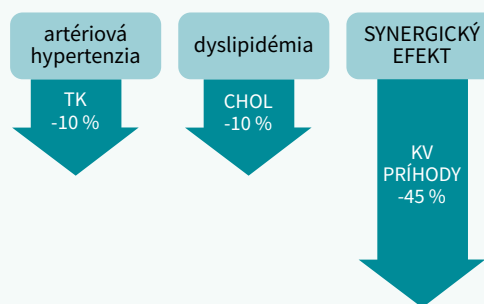 artériová
hypertenzia
TK
-10 %
dyslipidémia
CHOL
-10 %
SYNERGICKÝ
EFEKT
KV
PRÍHODY
-45 %